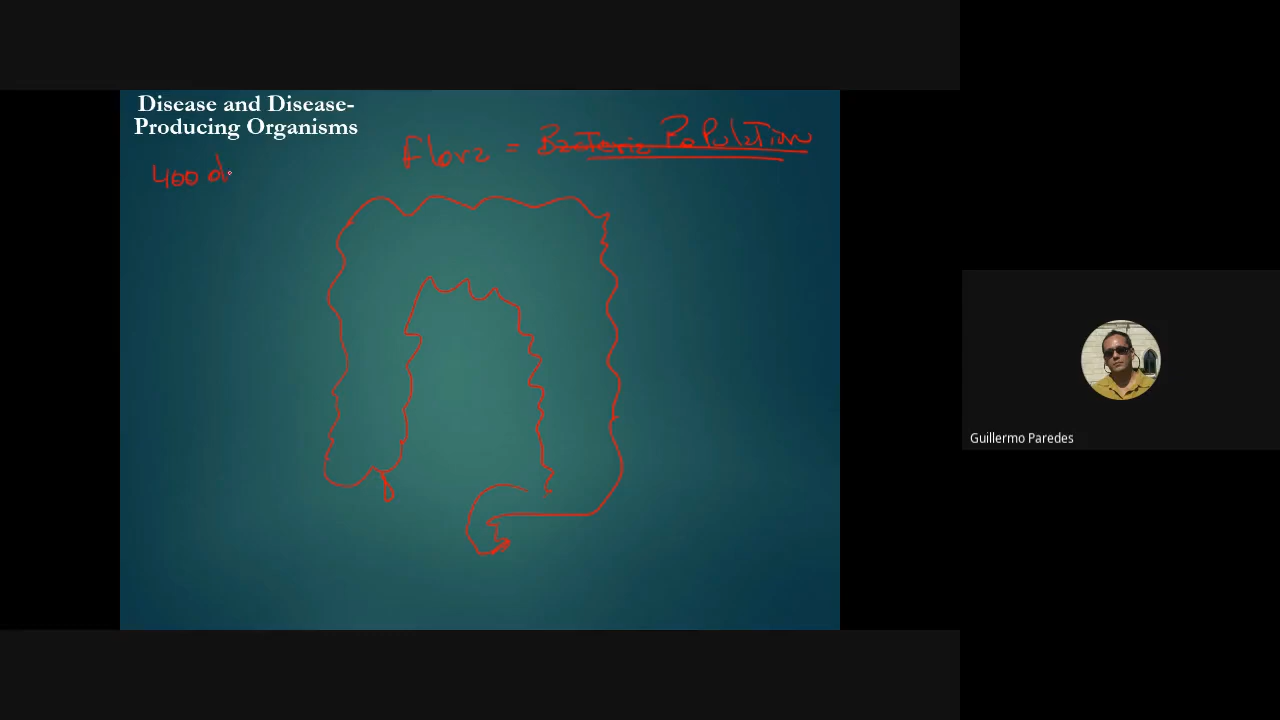 Disease and Disease-
Producing Organisms
Flora = Bacteria Population
400 d
Guillermo Paredes